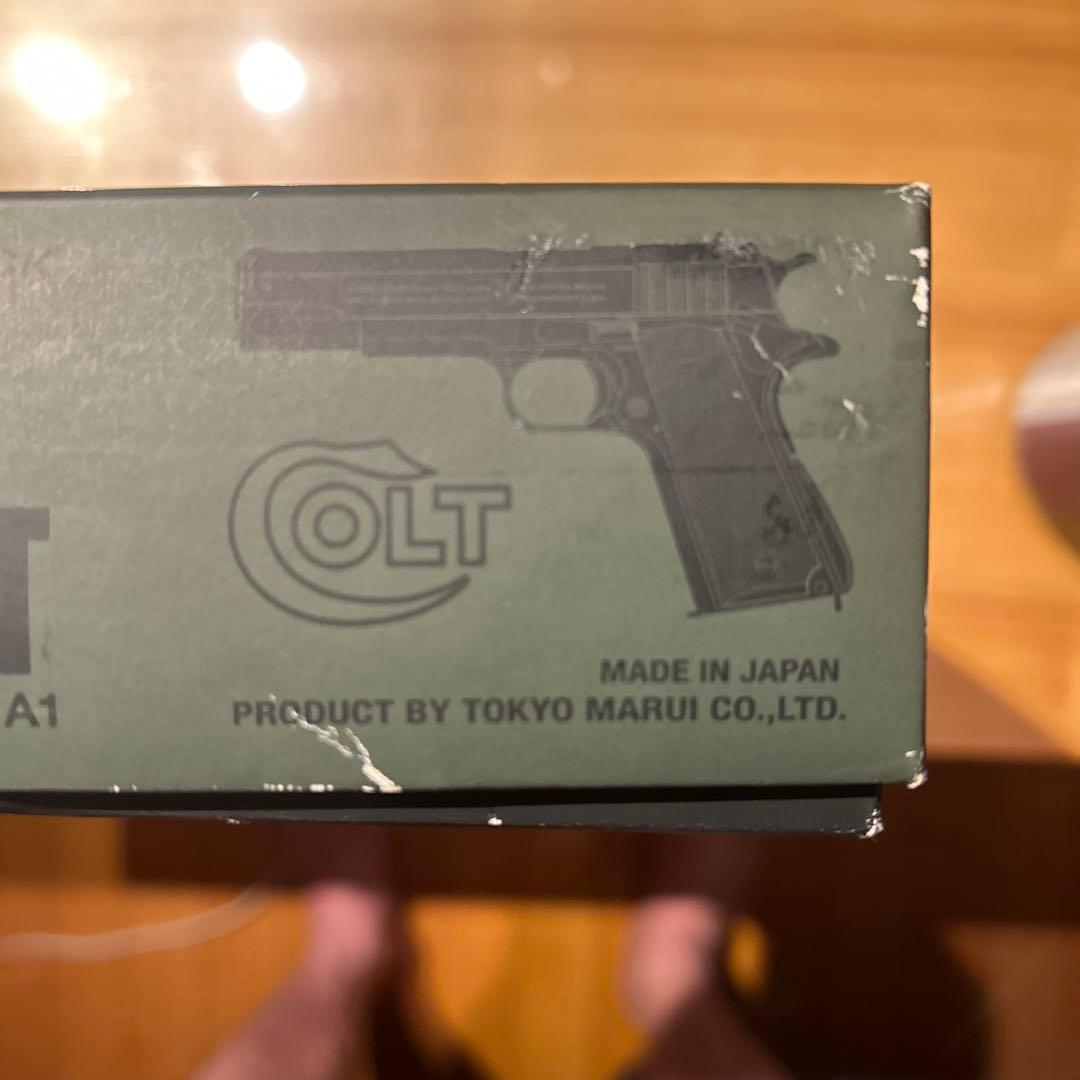 COLT
MADE IN JAPAN
A1
PRODUCT BY TOKYO MARUI CO.,LTD.